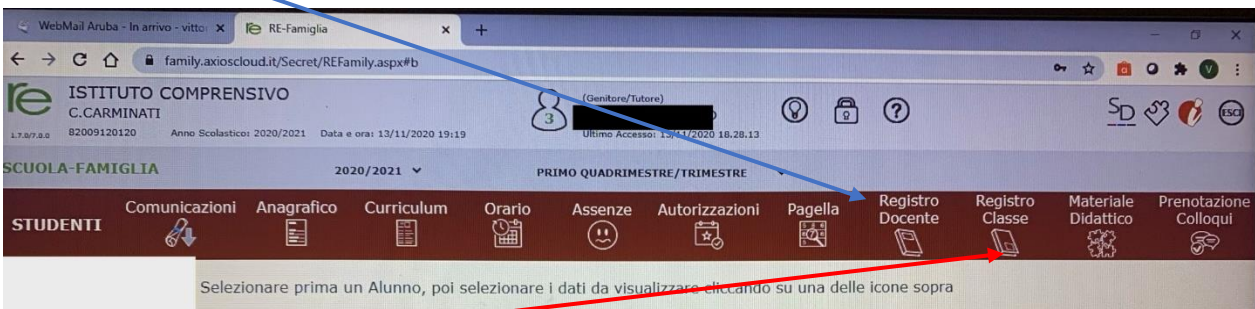 WebMail Aruba - In arrivo - vitto
RE-Famiglia
family.axioscloud.it/Secret/REFamily.aspx#b
V
re
1.7.0/7.0.0
ISTITUTO COMPRENSIVO
C.CARMINATI
82009120120 Anno Scolastico: 2020/2021 Data e ora: 13/11/2020 19:19
3
(Genitore/Tutore)
Ultimo Accesso: 13/11/2020 18.28.13
?
SD
ESCI
SCUOLA-FAMIGLIA
2020/2021
PRIMO QUADRIMESTRE/TRIMESTRE
STUDENTI
Comunicazioni
Anagrafico
Curriculum
Orario
Assenze
Autorizzazioni
Pagella
Registro
Docente
Registro
Classe
Materiale
Didattico
Prenotazione
Colloqui
Selezionare prima un Alunno, poi selezionare i dati da visualizzare cliccando su una delle icone sopra